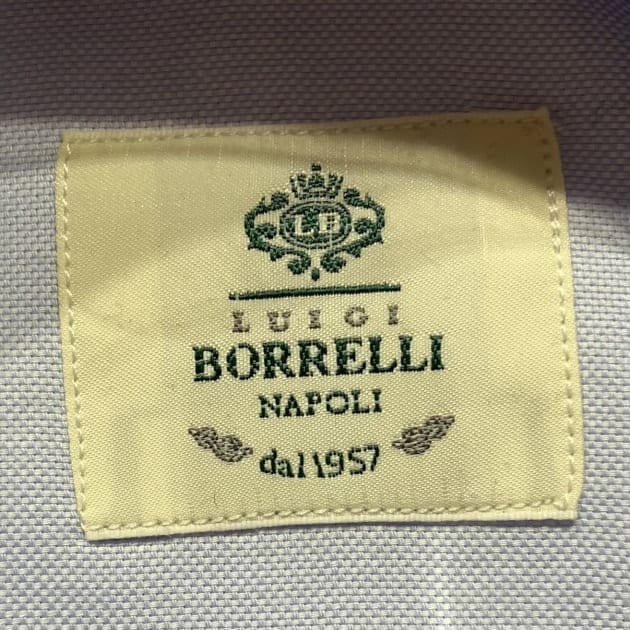 LB
LUIGI
BORRELLI
NAPOLI
dal 1957